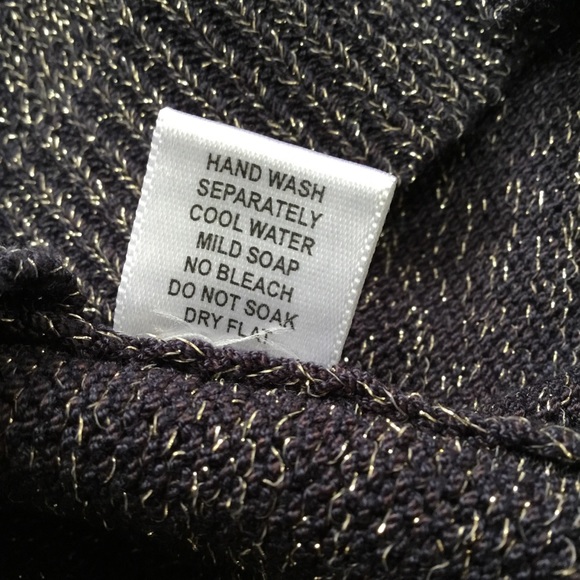 HAND WASH
SEPARATELY
COOL WATER
MILD SOAP
NO BLEACH
DO NOT SOAK
DRY FLAT